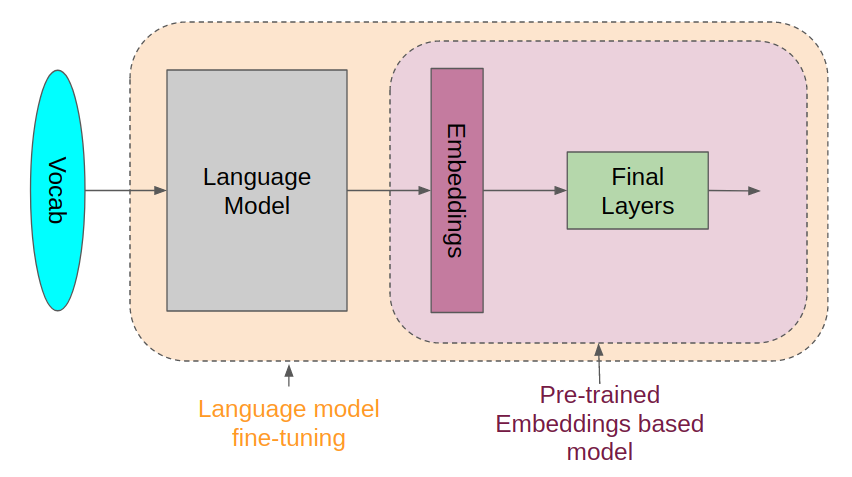 Vocab
Language
Model
Embeddings
Final
Layers
Language model
fine-tuning
Pre-trained
Embeddings based
model